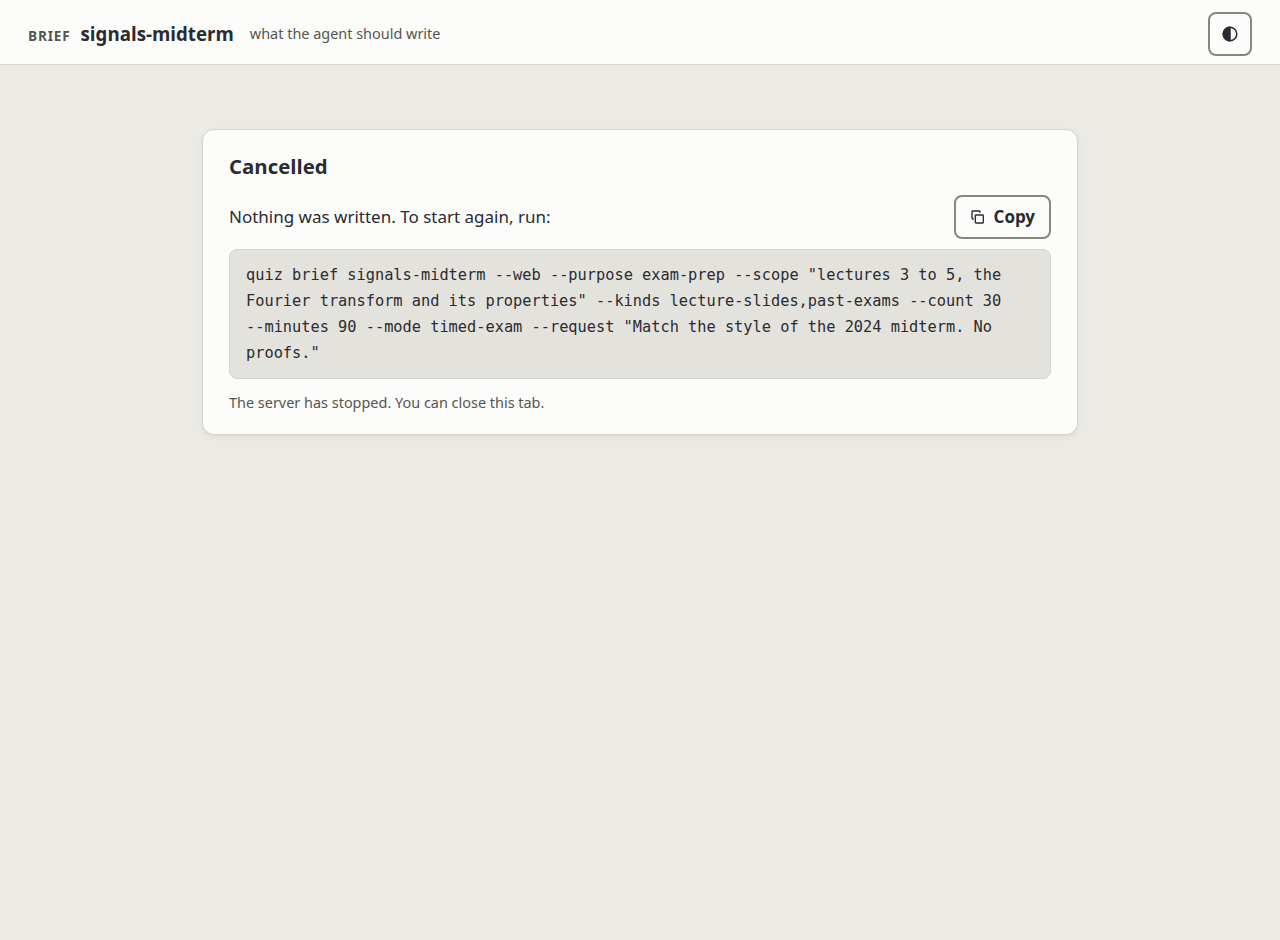 BRIEF signals-midterm what the agent should write
Cancelled
Nothing was written. To start again, run:
Copy
quiz brief signals-midterm --web --purpose exam-prep --scope "lectures 3 to 5, the
Fourier transform and its properties" --kinds lecture-slides,past-exams --count 30
--minutes 90 --mode timed-exam --request "Match the style of the 2024 midterm. No
proofs."
The server has stopped. You can close this tab.